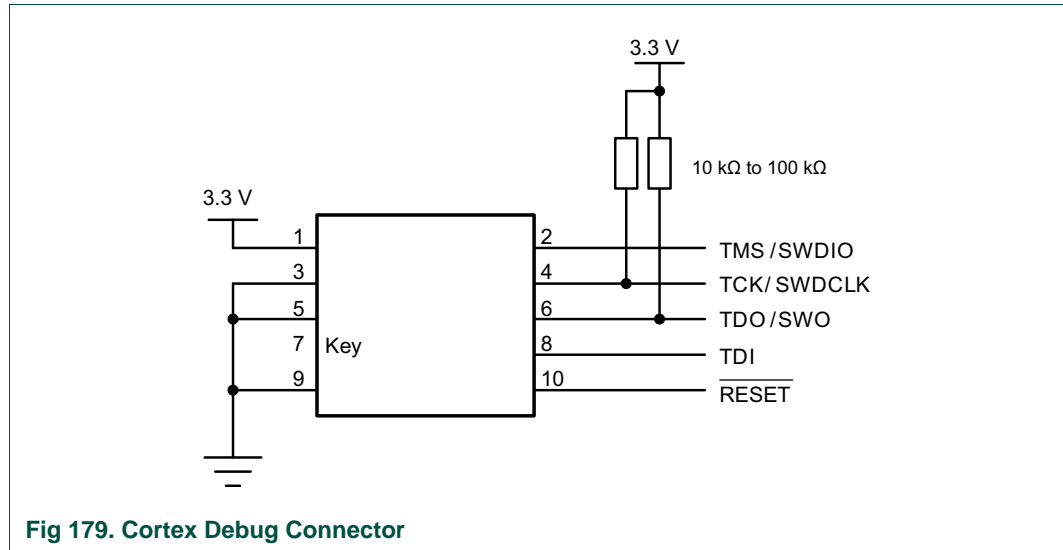 3.3 V
10 kΩ to 100 kΩ
3.3 V
1
2
TMS /SWDIO
3
4
TCK/ SWDCLK
5
6
TDO /SWO
7
Key
8
TDI
9
10
RESET
Fig 179. Cortex Debug Connector